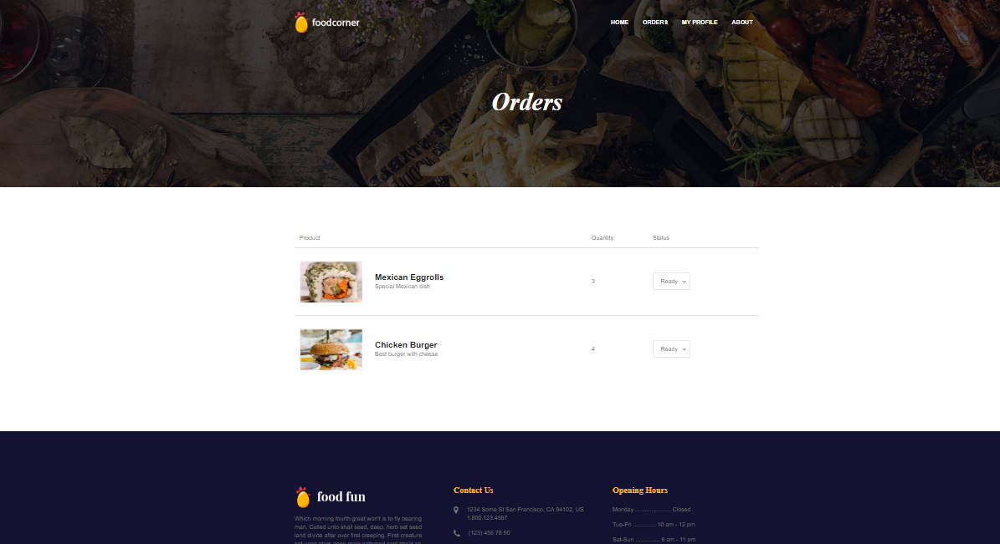 foodcorner
HOME ORDERS MY PROFILE ABOUT
Orders
Product Quantity Status
Mexican Eggrolls
Special Mexican dish
3
Ready
Chicken Burger
Best burger with cheese
4
Ready
food fun
Which morning fourth great won't is to fly bearing
man. Called unto shall seed, deep, herb set seed
land divide after over first creeping. First creature
Contact Us
1234 Some St San Francisco, CA 94102, US
1.800.123.4567
(123) 456 78 90
Opening Hours
Monday ...................... Closed
Tue-Fri .............. 10 am - 12 pm
Sat-Sun ............... 8 am - 11 pm